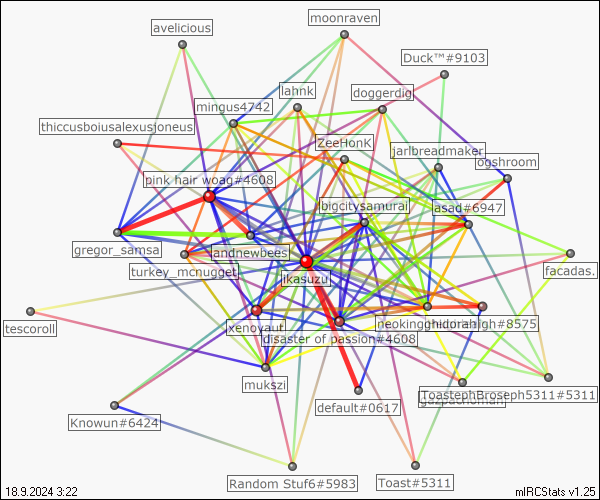 avelicious
moonraven
Duck™#9103
lahnk
doggerdig
mingus4742
thiccusboiusalexusjoneus
ZeeHonK
jarlbreadmaker
ogshroom
pink hair woag#4608
bigcitysamurai
asad#6947
gregor_samsa
landnewbees
turkey_mcnugget
ikasuzu
facadas.
tescoroll
xenoyaut
disaster of passion#4608
#8575
mukszi
default#0617
ToastephBroseph5311#5311
Knowun#6424
Random Stuf6#5983
Toast#5311
18.9.2024 3:22
mIRCStats v1.25